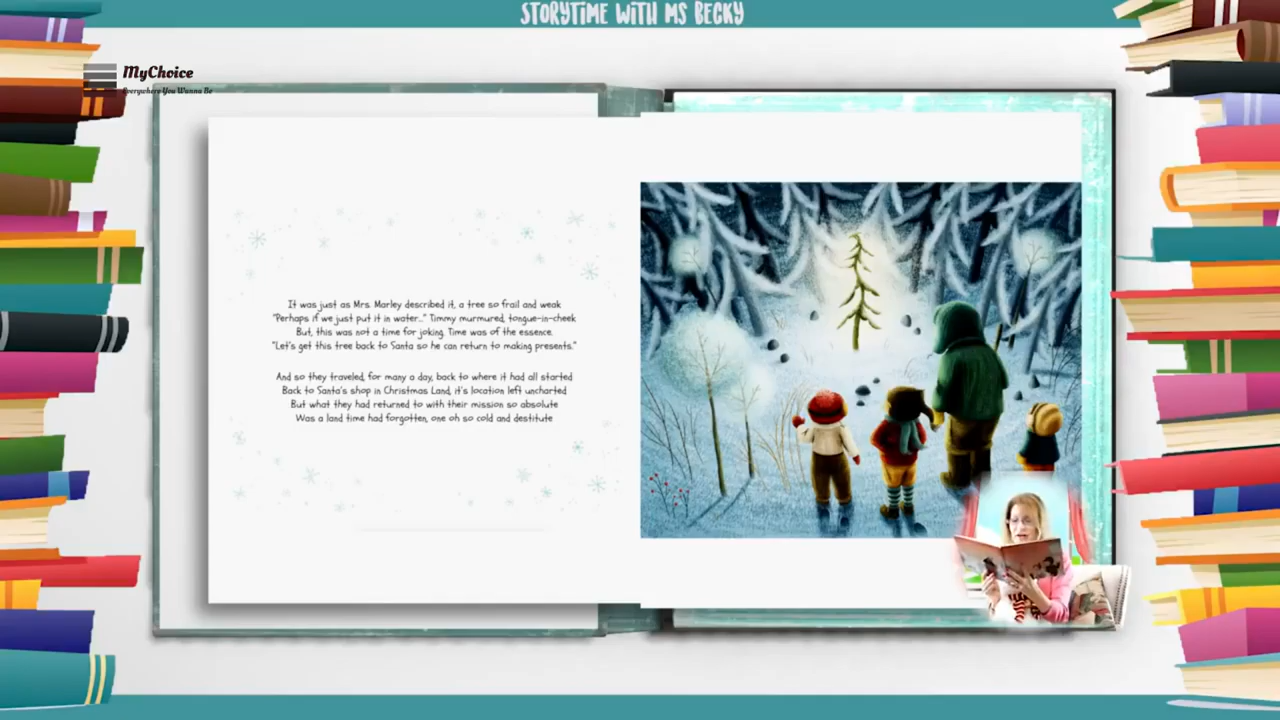 STORYTIME WITH MS BECKY
MyChoice
Everywhere You Wanna Be
It was just as Mrs. Marley described it, a tree so frail and weak
"Perhaps if we just put it in water..." Timmy murmured, tongue-in-cheek
But, this was not a time for joking. Time was of the essence.
"Let's get this tree back to Santa so he can return to making presents."
And so they traveled, for many a day, back to where it had all started
Back to Santa's shop in Christmas Land, it's location left uncharted
But what they had returned to with their mission so absolute
Was a land time had forgotten, one oh so cold and destitute